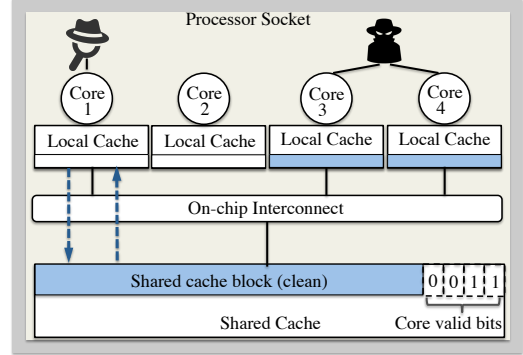 Processor Socket
Core 1
Core 2
Core 3
Core 4
Local Cache
Local Cache
Local Cache
Local Cache
On-chip Interconnect
Shared cache block (clean)
0 0 1 1
Shared Cache
Core valid bits